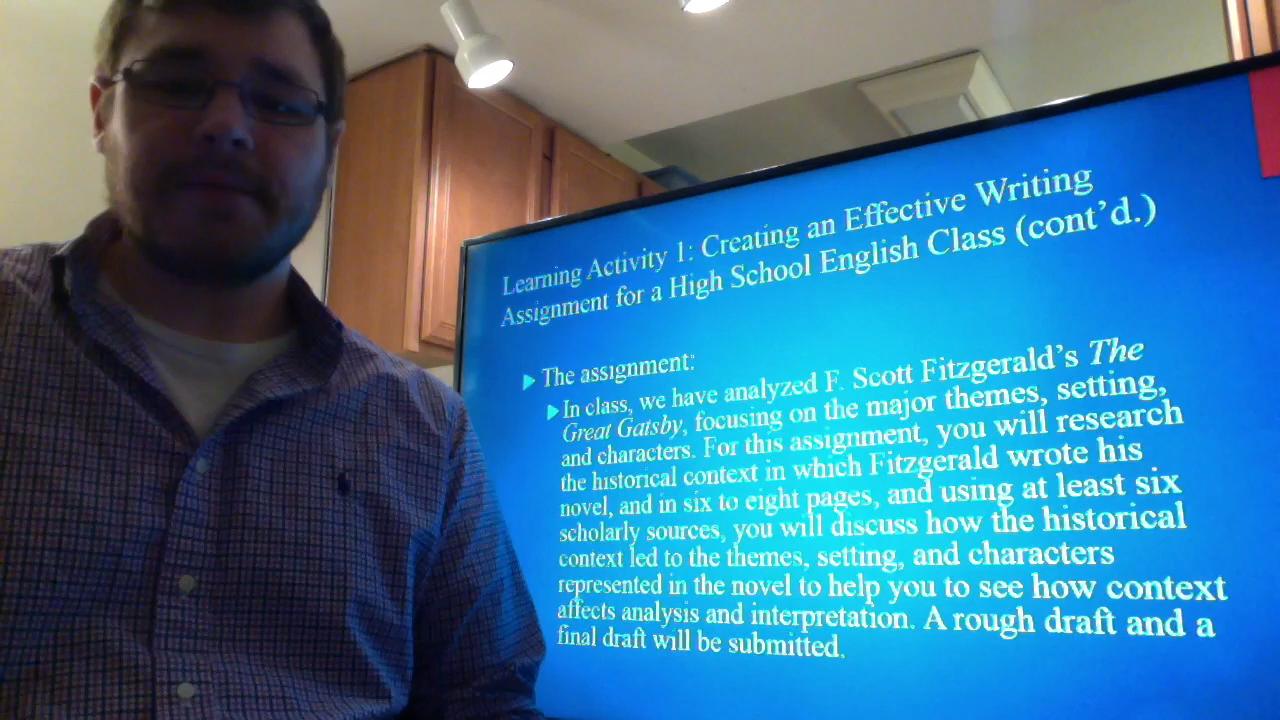 Learning Activity 1: Creating an Effective Writing
Assignment for a High School English Class (cont’d.)
The assignment:
In class, we have analyzed F. Scott Fitzgerald’s The
Great Gatsby, focusing on the major themes, setting,
and characters. For this assignment, you will research
the historical context in which Fitzgerald wrote his
novel, and in six to eight pages, and using at least six
scholarly sources, you will discuss how the historical
context led to the themes, setting, and characters
represented in the novel to help you to see how context
affects analysis and interpretation. A rough draft and a
final draft will be submitted.